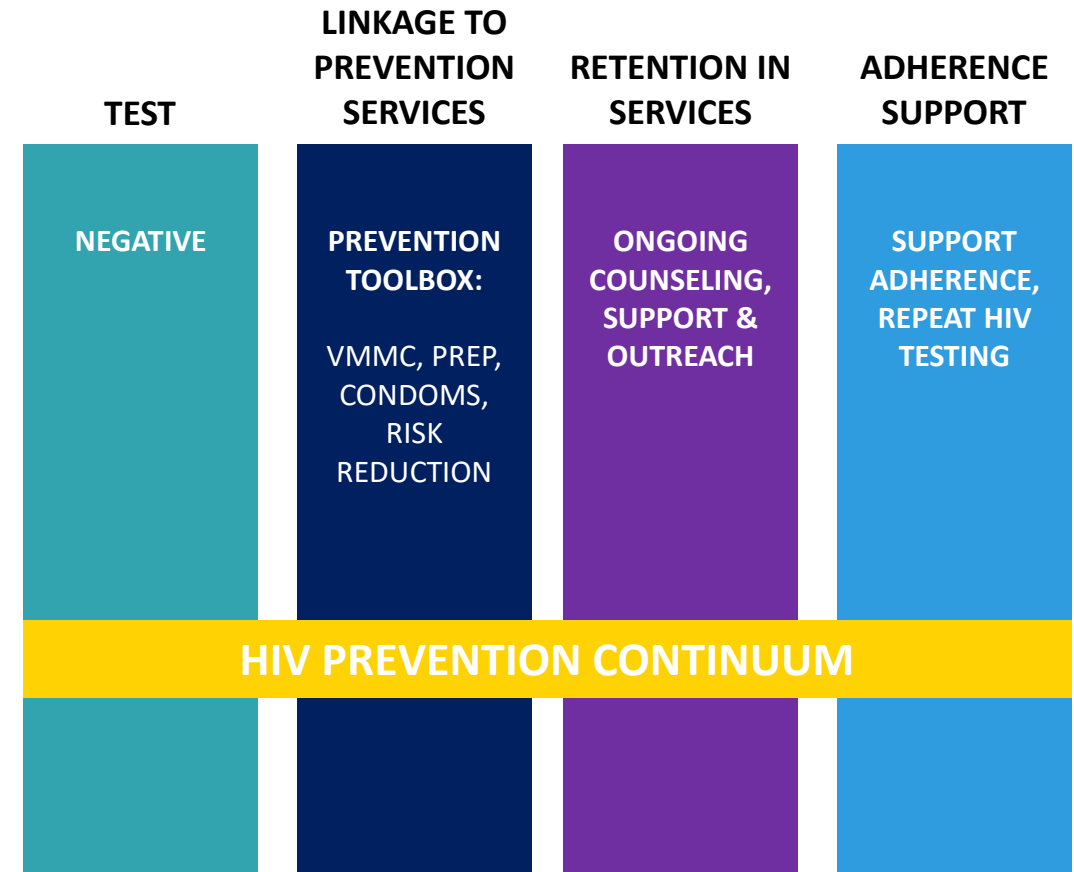 TEST
LINKAGE TO
PREVENTION
SERVICES
RETENTION IN
SERVICES
ADHERENCE
SUPPORT
NEGATIVE
PREVENTION
TOOLBOX:
VMMC, PREP,
CONDOMS,
RISK
REDUCTION
ONGOING
COUNSELING,
SUPPORT &
OUTREACH
SUPPORT
ADHERENCE,
REPEAT HIV
TESTING
HIV PREVENTION CONTINUUM